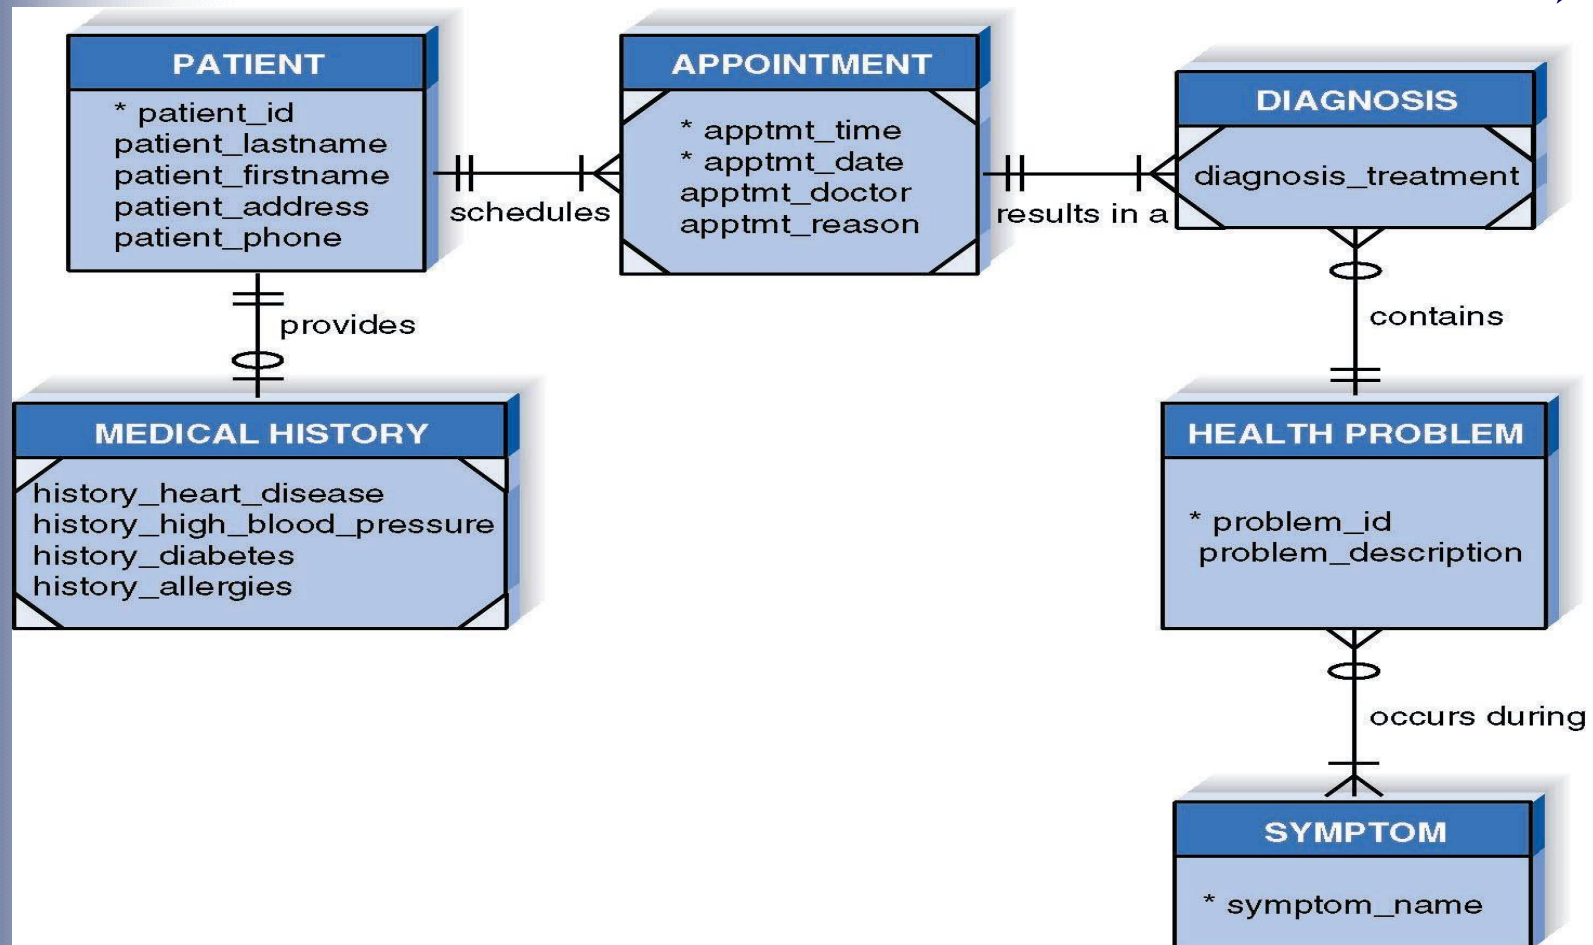 PATIENT
* patient_id
patient_lastname
patient_firstname
patient_address
patient_phone
schedules
APPOINTMENT
* apptmt_time
* apptmt_date
apptmt_doctor
apptmt_reason
results in a
DIAGNOSIS
diagnosis_treatment
provides
contains
MEDICAL HISTORY
history_heart_disease
history_high_blood_pressure
history_diabetes
history_allergies
HEALTH PROBLEM
* problem_id
problem_description
occurs during
SYMPTOM
* symptom_name